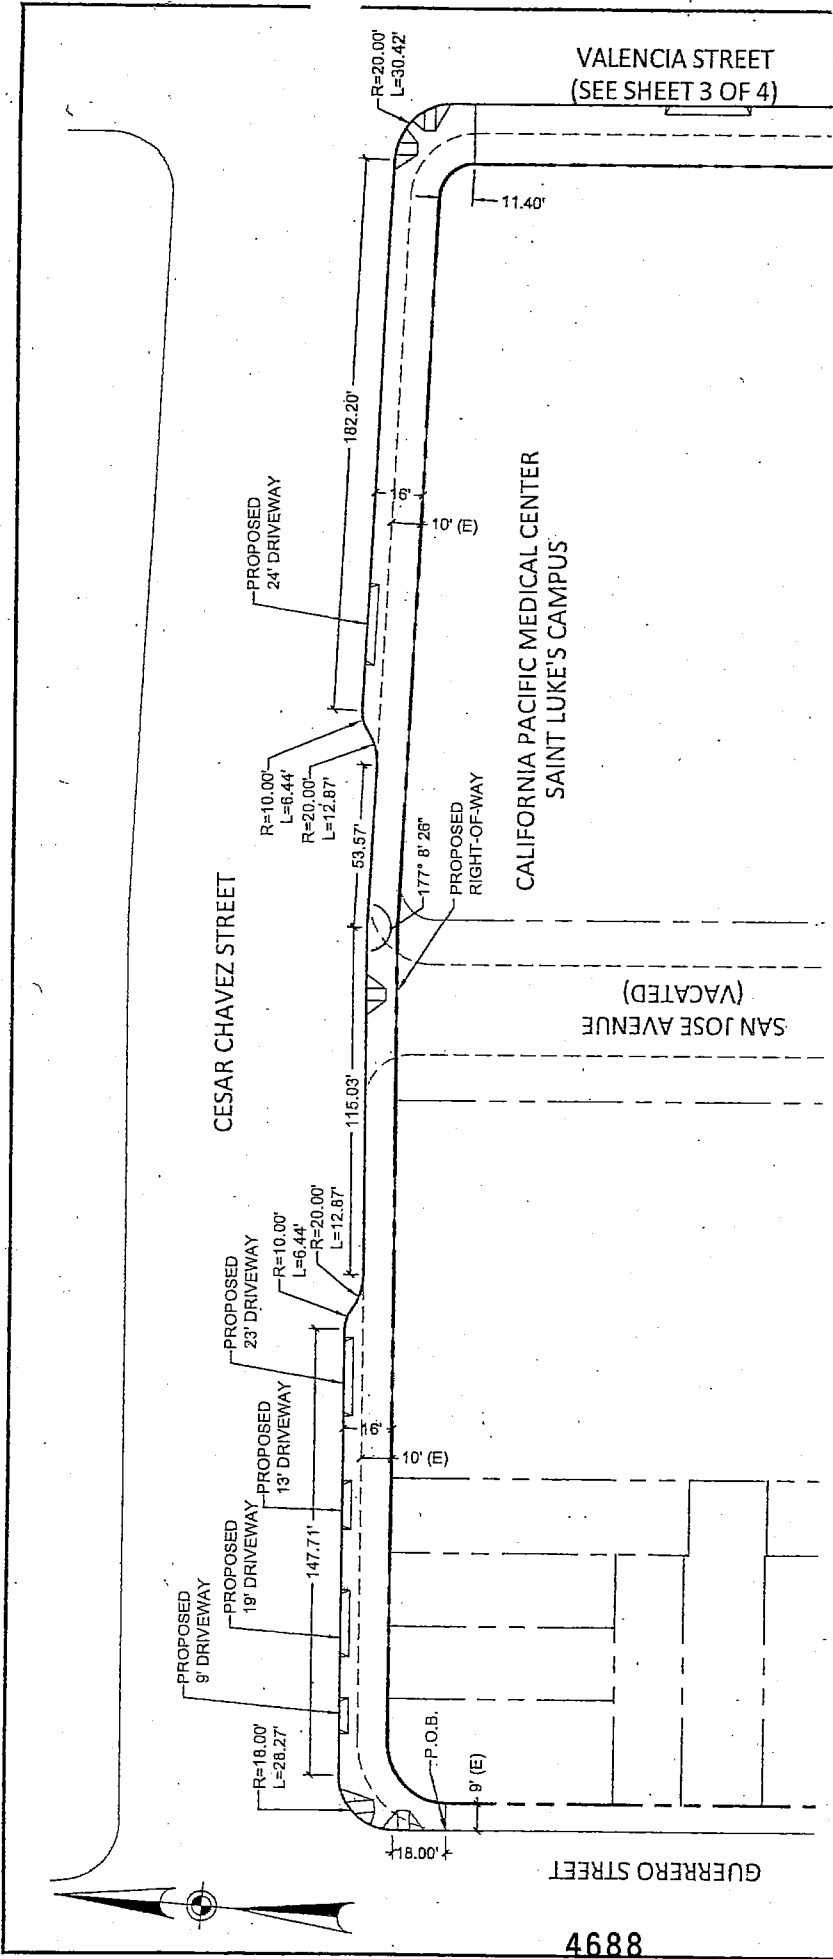 VALENCIA STREET
(SEE SHEET 3 OF 4)
R=20.00'
L=30.42'
11.40'
182.20'
PROPOSED
24' DRIVEWAY
16'
10' (E)
CALIFORNIA PACIFIC MEDICAL CENTER
SAINT LUKE'S CAMPUS
R=10.00'
L=6.44'
R=20.00'
L=12.87'
53.57'
177° 8' 26"
PROPOSED
RIGHT-OF-WAY
CESAR CHAVEZ STREET
SAN JOSE AVENUE
(VACATED)
115.03'
R=10.00'
L=6.44'
R=20.00'
L=12.87'
PROPOSED
23' DRIVEWAY
PROPOSED
13' DRIVEWAY
PROPOSED
19' DRIVEWAY
PROPOSED
9' DRIVEWAY
147.71'
16'
10' (E)
R=18.00'
L=28.27'
P.O.B.
9' (E)
18.00'
GUERRERO STREET
4688